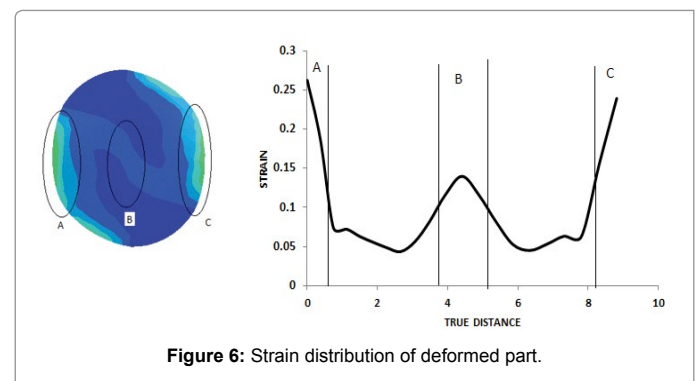 A
B
C
0.3
0.25
0.2
0.15
0.1
0.05
0
STRAIN
A
B
C
0
2
4
6
8
10
TRUE DISTANCE
Figure 6: Strain distribution of deformed part.